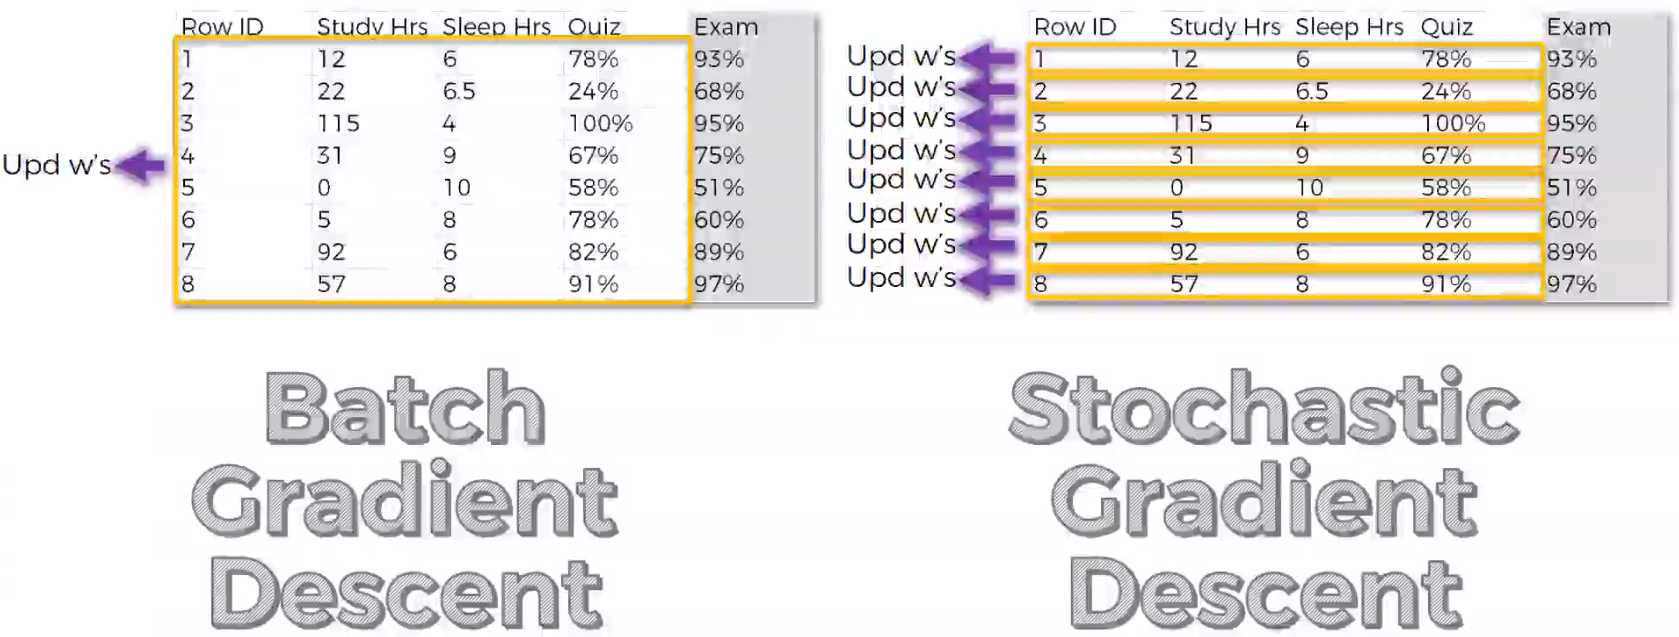 Row ID Study Hrs Sleep Hrs Quiz Exam
1 12 6 78% 93%
2 22 6.5 24% 68%
3 115 4 100% 95%
4 31 9 67% 75%
Upd w's
5 0 10 58% 51%
6 5 8 78% 60%
7 92 6 82% 89%
8 57 8 91% 97%
Batch
Gradient
Descent
Row ID Study Hrs Sleep Hrs Quiz Exam
Upd w's 1 12 6 78% 93%
Upd w's 2 22 6.5 24% 68%
Upd w's 3 115 4 100% 95%
Upd w's 4 31 9 67% 75%
Upd w's 5 0 10 58% 51%
Upd w's 6 5 8 78% 60%
Upd w's 7 92 6 82% 89%
Upd w's 8 57 8 91% 97%
Stochastic
Gradient
Descent